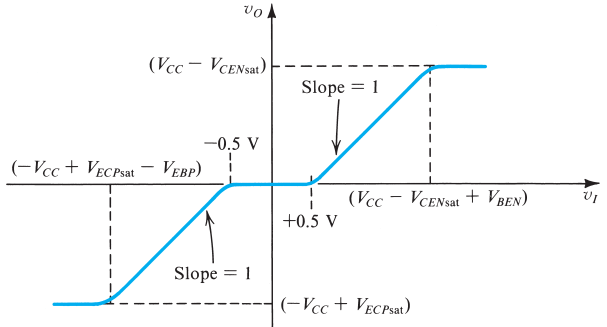 v_O
(V_CC − V_CENsat)
Slope = 1
−0.5 V
(−V_CC + V_ECPsat − V_EBP)
(V_CC − V_CENsat + V_BEN)
v_I
+0.5 V
Slope = 1
(−V_CC + V_ECPsat)